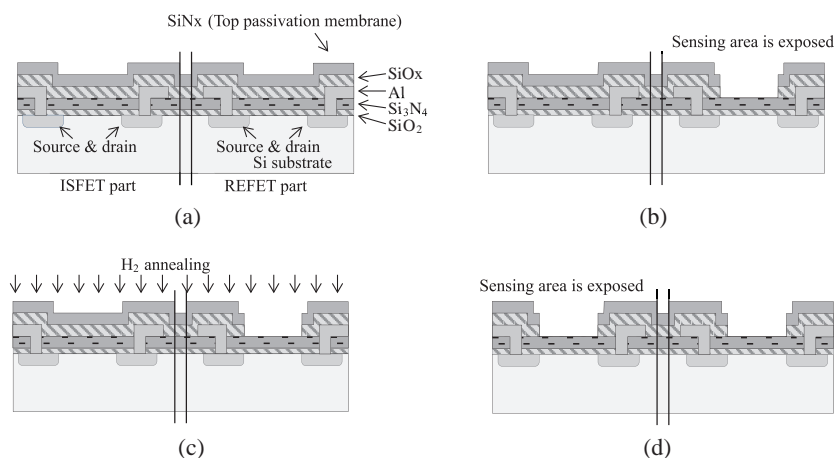 SiNx (Top passivation membrane)
SiOx
Al
Si₃N₄
SiO₂
Source & drain
Source & drain
Si substrate
ISFET part
REFET part
(a)
Sensing area is exposed
(b)
H₂ annealing
(c)
Sensing area is exposed
(d)